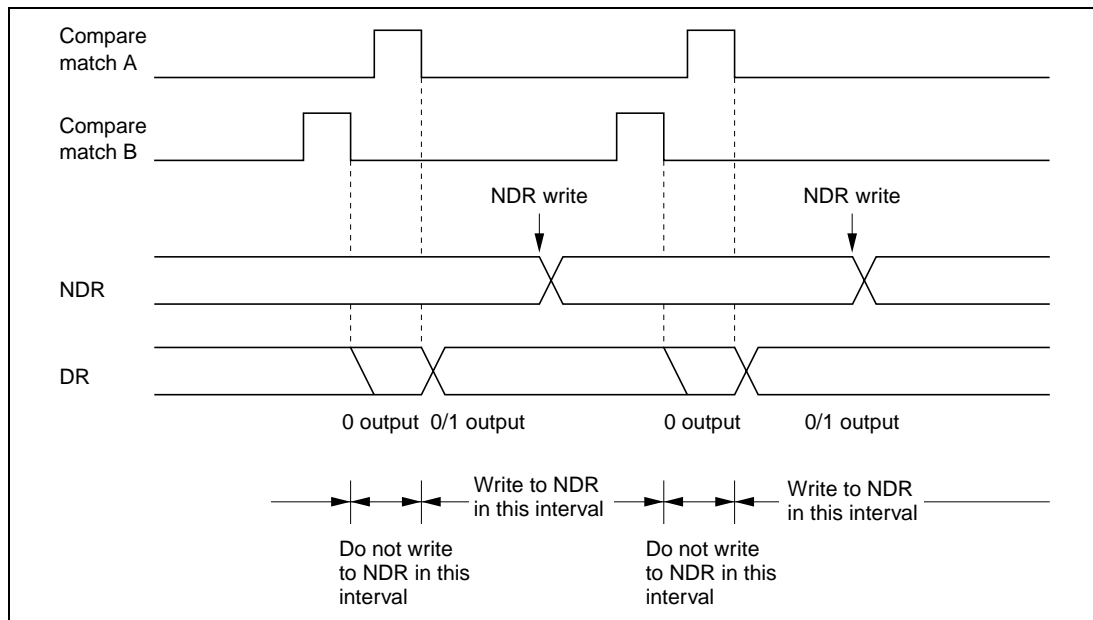 Compare
match A
Compare
match B
NDR write
NDR write
NDR
DR
0 output 0/1 output
0 output
0/1 output
Write to NDR
in this interval
Write to NDR
in this interval
Do not write
to NDR in this
interval
Do not write
to NDR in this
interval